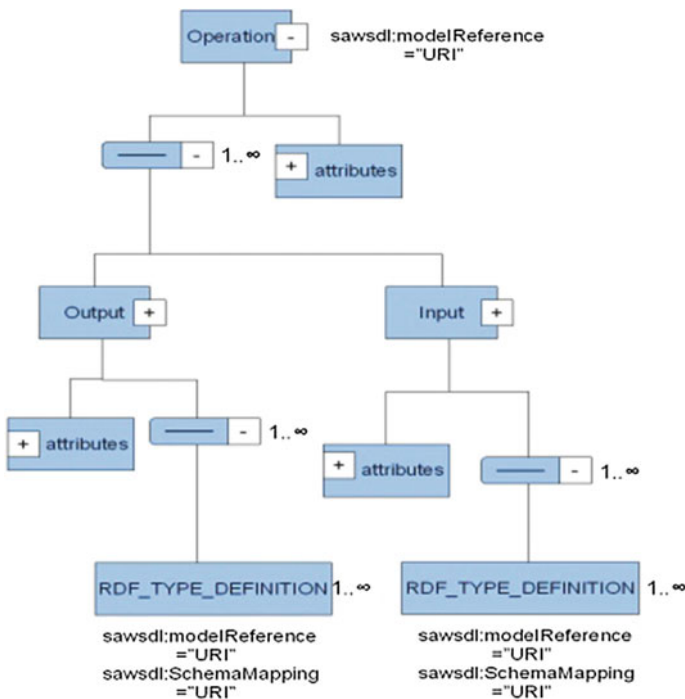 Operation -
sawsdl:modelReference
="URI"
- 1..∞
+ attributes
Output +
Input +
+ attributes
- 1..∞
+ attributes
- 1..∞
RDF_TYPE_DEFINITION 1..∞
RDF_TYPE_DEFINITION 1..∞
sawsdl:modelReference
="URI"
sawsdl:SchemaMapping
="URI"
sawsdl:modelReference
="URI"
sawsdl:SchemaMapping
="URI"